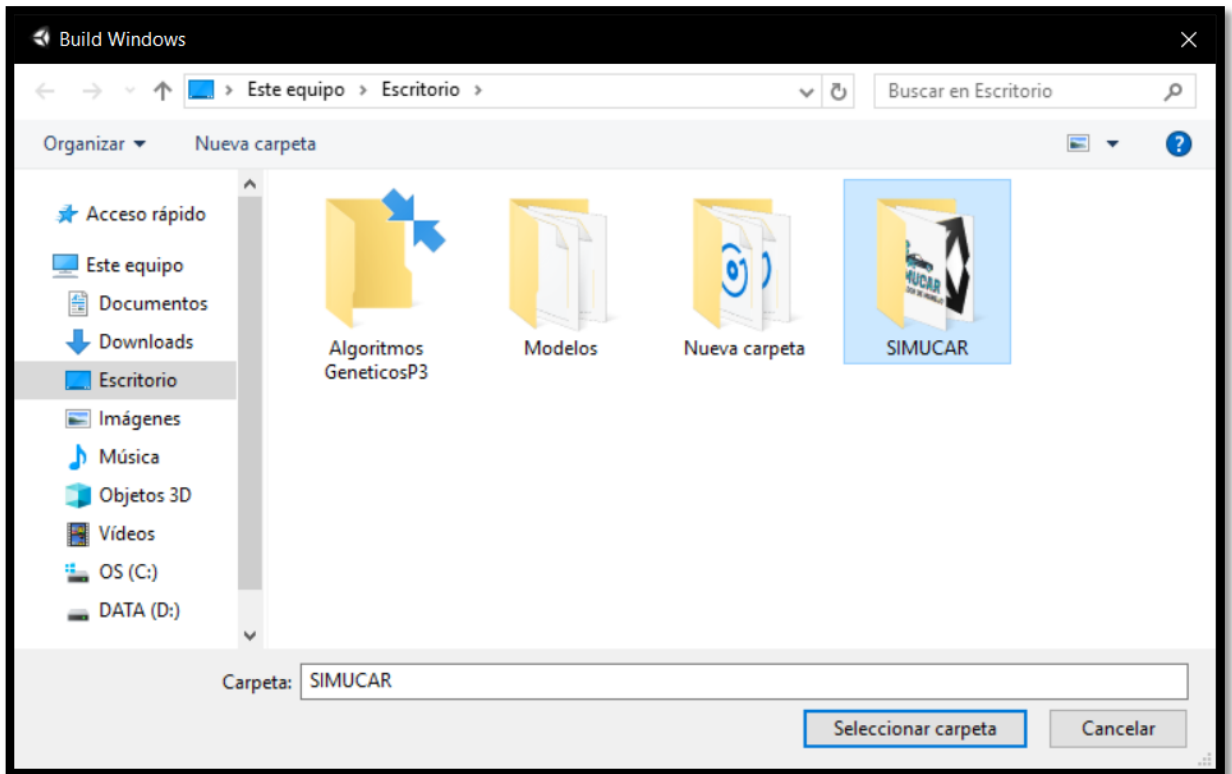 Build Windows
Este equipo > Escritorio >
Buscar en Escritorio
Organizar
Nueva carpeta
Acceso rápido
Este equipo
Documentos
Downloads
Escritorio
Imágenes
Música
Objetos 3D
Vídeos
OS (C:)
DATA (D:)
Algoritmos
GeneticosP3
Modelos
Nueva carpeta
SIMUCAR
Carpeta:
SIMUCAR
Seleccionar carpeta
Cancelar